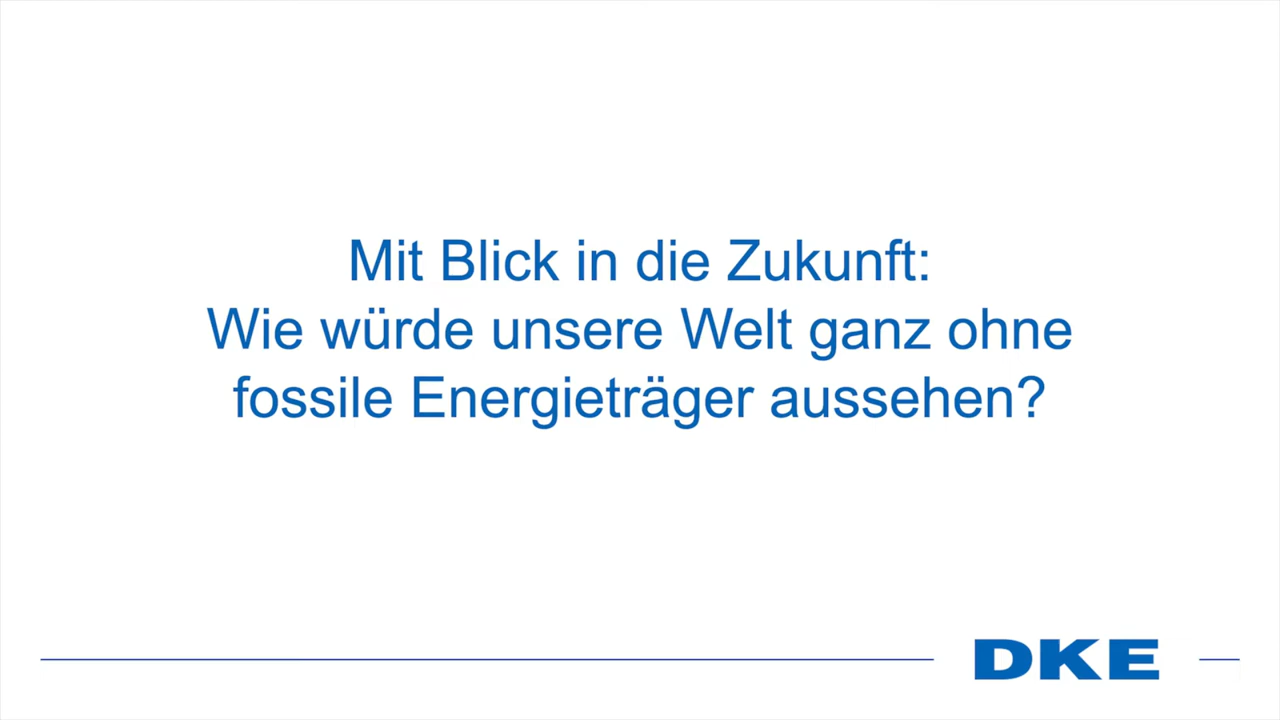 Mit Blick in die Zukunft:
Wie würde unsere Welt ganz ohne
fossile Energieträger aussehen?
DKE